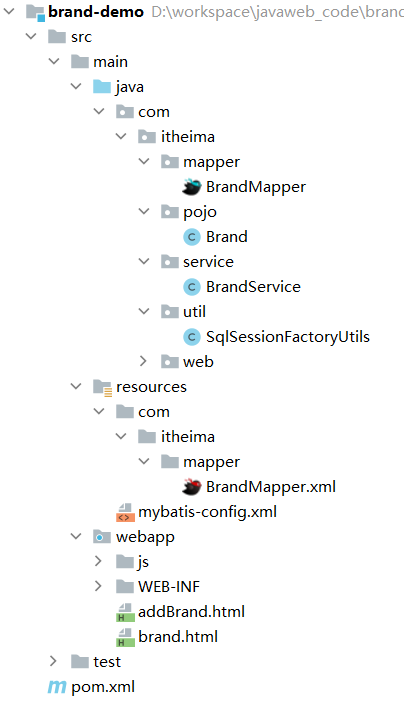 brand-demo D:\workspace\javaweb_code\bran
src
main
java
com
itheima
mapper
BrandMapper
pojo
Brand
service
BrandService
util
SqlSessionFactoryUtils
web
resources
com
itheima
mapper
BrandMapper.xml
mybatis-config.xml
webapp
js
WEB-INF
addBrand.html
brand.html
test
pom.xml